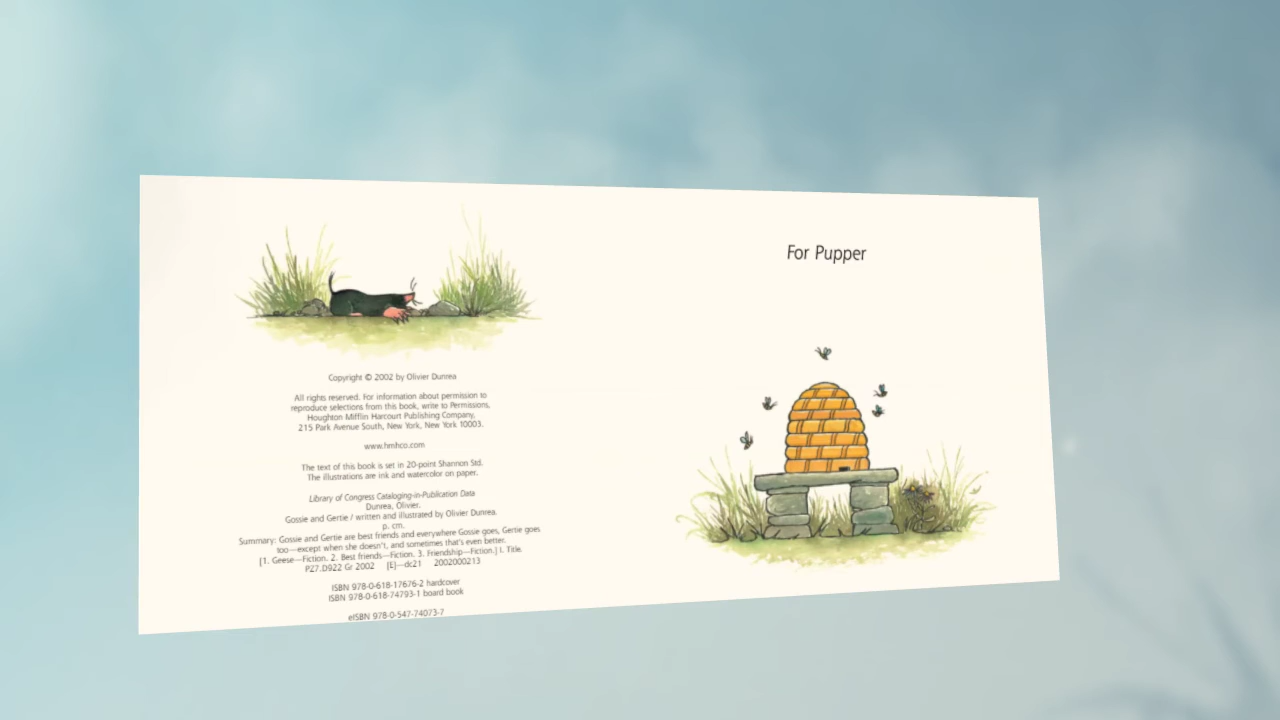 Copyright © 2002 by Olivier Dunrea
All rights reserved. For information about permission to
reproduce selections from this book, write to Permissions,
Houghton Mifflin Harcourt Publishing Company,
215 Park Avenue South, New York, New York 10003.
www.hmhco.com
The text of this book is set in 20-point Shannon Std.
The illustrations are ink and watercolor on paper.
Library of Congress Cataloging-in-Publication Data
Dunrea, Olivier.
Gossie and Gertie / written and illustrated by Olivier Dunrea.
p. cm.
Summary: Gossie and Gertie are best friends and everywhere Gossie goes, Gertie goes
too—except when she doesn't, and sometimes that's even better.
[1. Geese—Fiction. 2. Best friends—Fiction. 3. Friendship—Fiction.] I. Title.
PZ7.D922 Gr 2002 [E]—dc21 2002000213
ISBN 978-0-618-17676-2 hardcover
ISBN 978-0-618-74793-1 board book
eISBN 978-0-547-74073-7
For Pupper